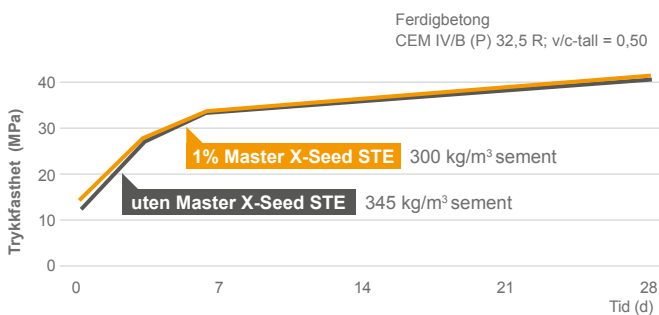 Ferdigbetong
CEM IV/B (P) 32,5 R; v/c-tall = 0,50
Trykkfasthet (MPa)
40
30
20
10
0
1% Master X-Seed STE 300 kg/m³ sement
uten Master X-Seed STE 345 kg/m³ sement
0 7 14 21 28
Tid (d)